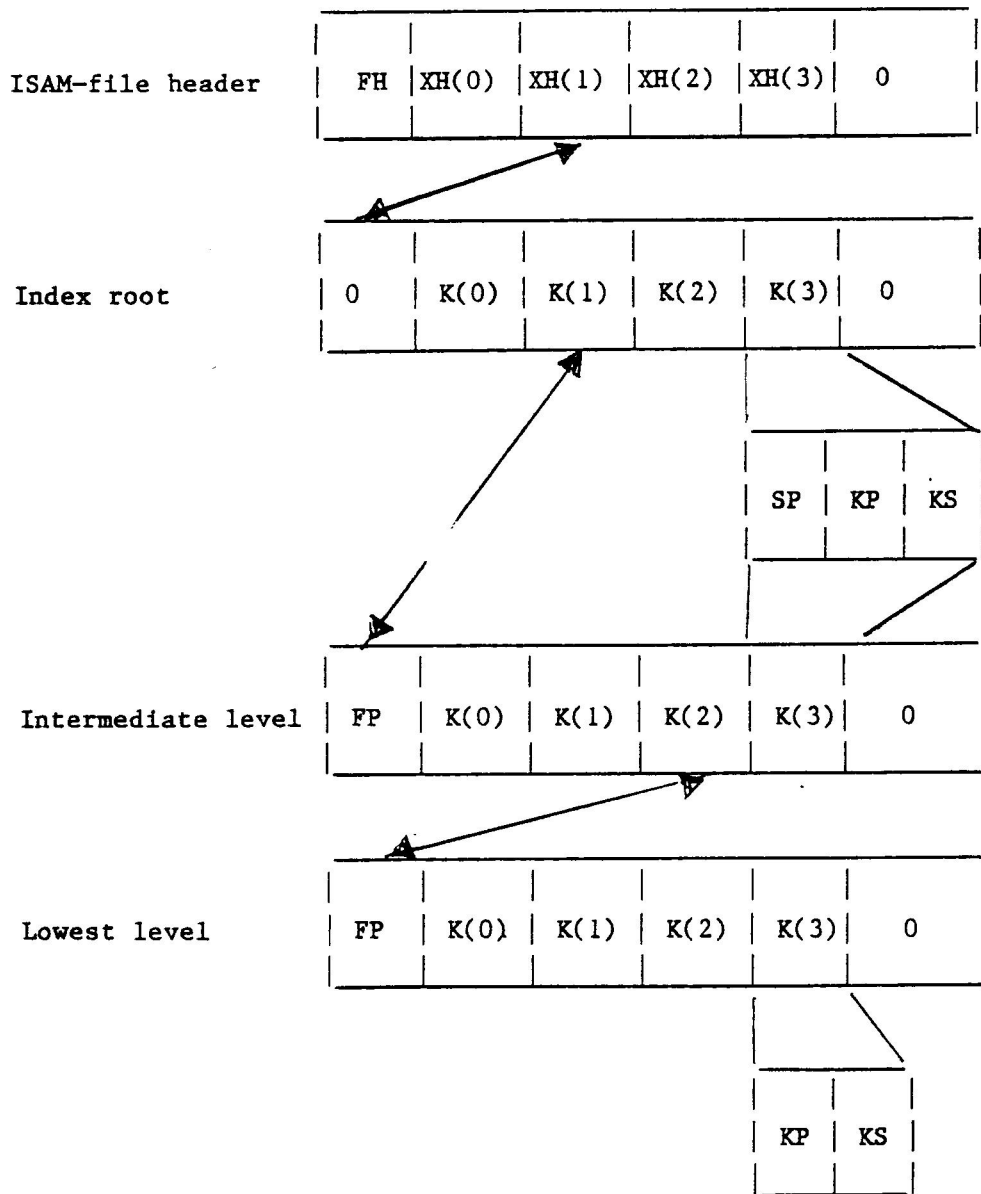 ISAM-file header FH XH(0) XH(1) XH(2) XH(3) 0
Index root 0 K(0) K(1) K(2) K(3) 0
SP KP KS
Intermediate level FP K(0) K(1) K(2) K(3) 0
Lowest level FP K(0) K(1) K(2) K(3) 0
KP KS